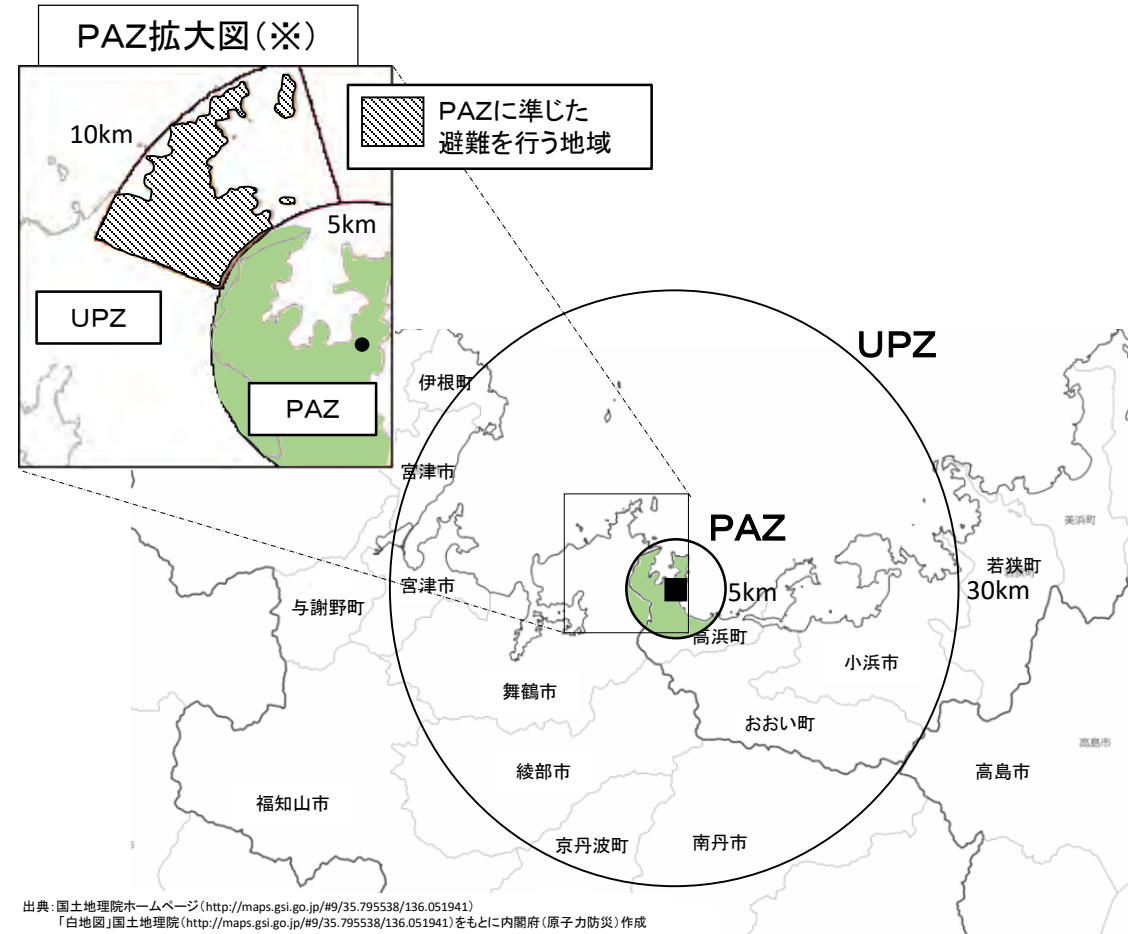 PAZ拡大図(※)
10km
5km
UPZ
PAZ
PAZに準じた
避難を行う地域
UPZ
伊根町
宮津市
PAZ
美浜町
若狭町
宮津市
5km
30km
与謝野町
高浜町
小浜市
舞鶴市
おおい町
高島市
綾部市
高島市
福知山市
京丹波町
南丹市
出典:国土地理院ホームページ(http://maps.gsi.go.jp/#9/35.795538/136.051941)
「白地図」国土地理院(http://maps.gsi.go.jp/#9/35.795538/136.051941)をもとに内閣府(原子力防災)作成